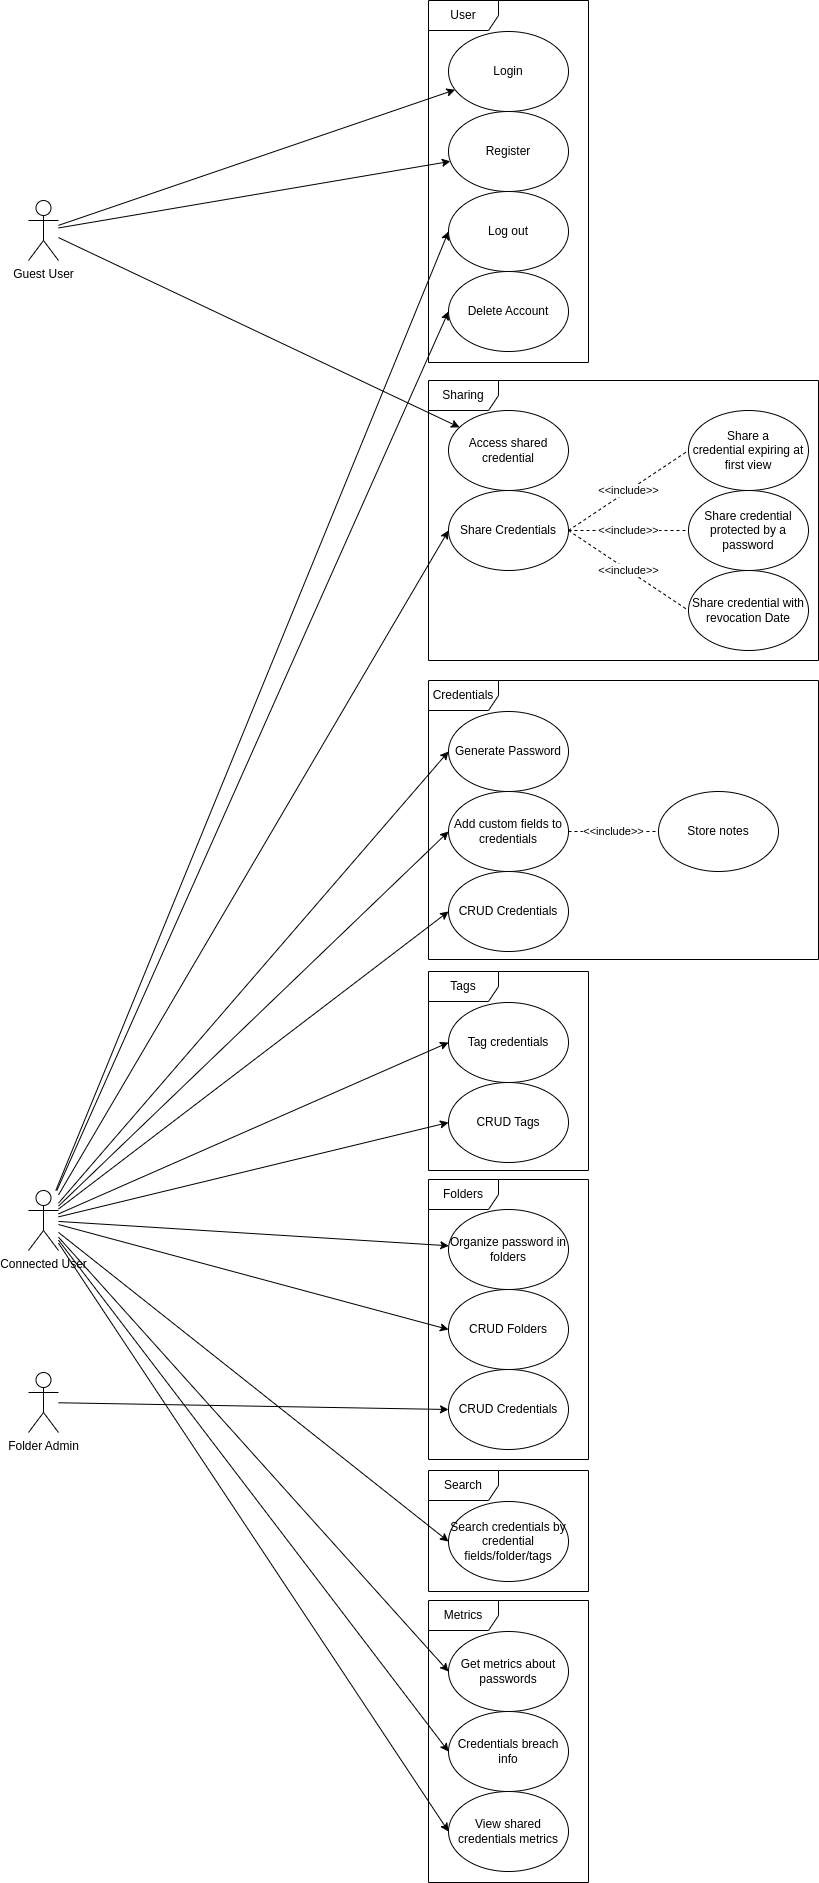 User
Login
Register
Log out
Delete Account
Guest User
Sharing
Access shared
credential
Share Credentials
<<include>>
<<include>>
<<include>>
Share a
credential expiring at
first view
Share credential
protected by a
password
Share credential with
revocation Date
Credentials
Generate Password
Add custom fields to
credentials
<<include>>
Store notes
CRUD Credentials
Tags
Tag credentials
CRUD Tags
Connected User
Folders
Organize password in
folders
CRUD Folders
CRUD Credentials
Folder Admin
Search
Search credentials by
credential
fields/folder/tags
Metrics
Get metrics about
passwords
Credentials breach
info
View shared
credentials metrics